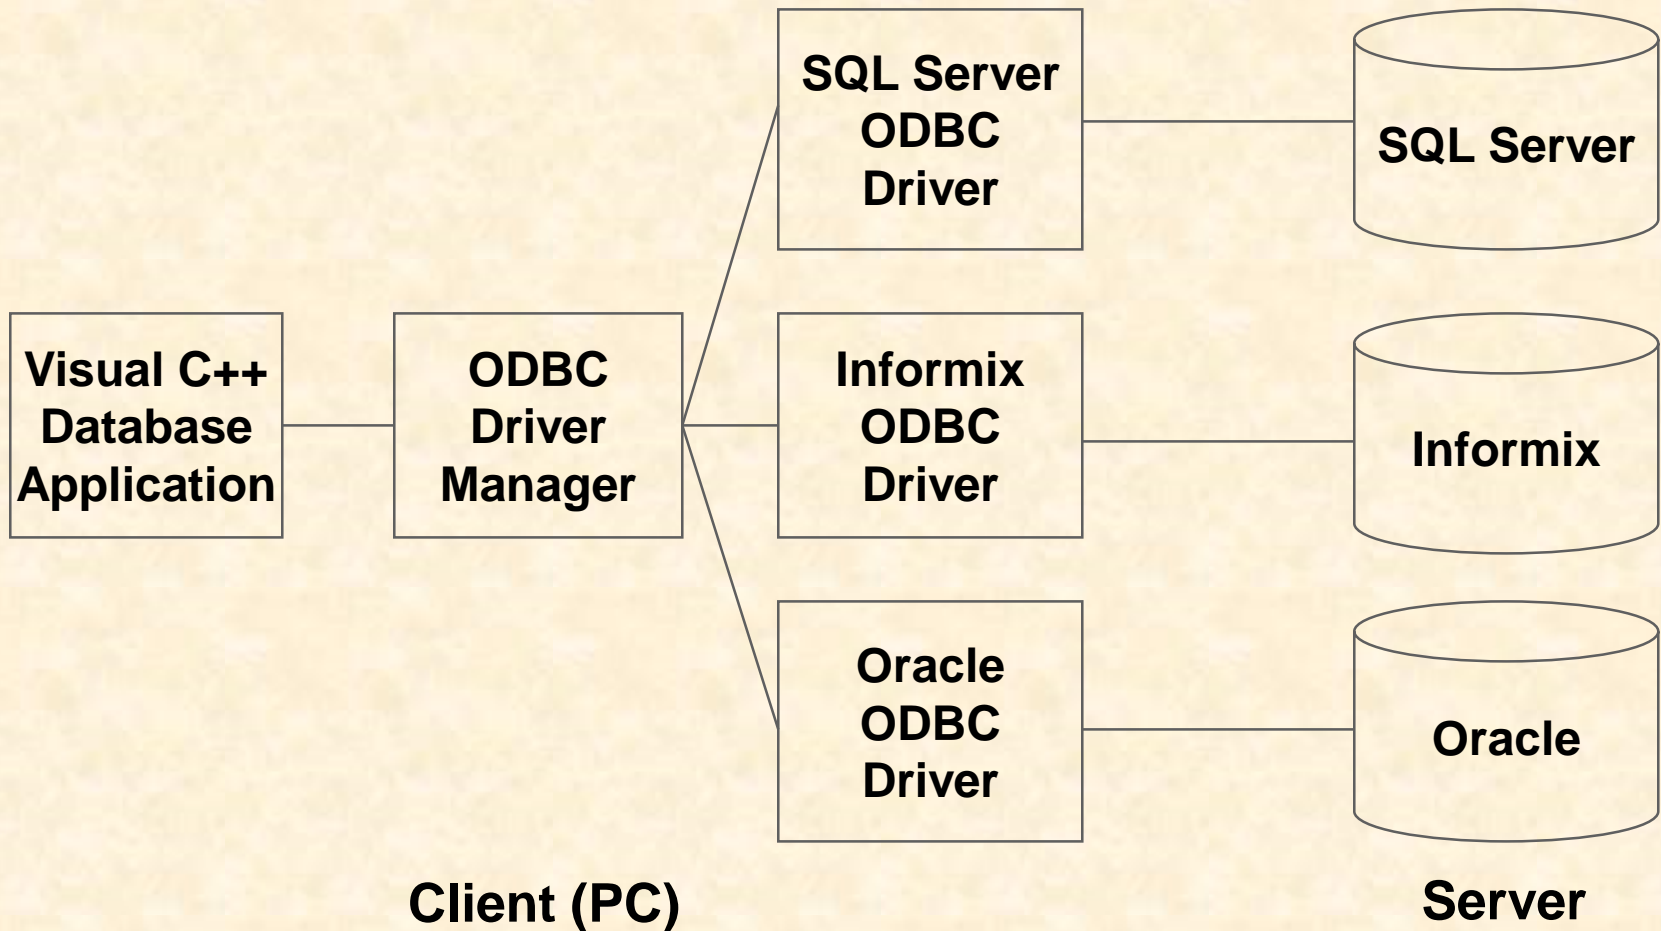 SQL Server
ODBC
Driver
SQL Server
Visual C++
Database
Application
ODBC
Driver
Manager
Informix
ODBC
Driver
Informix
Oracle
ODBC
Driver
Oracle
Client (PC)
Server